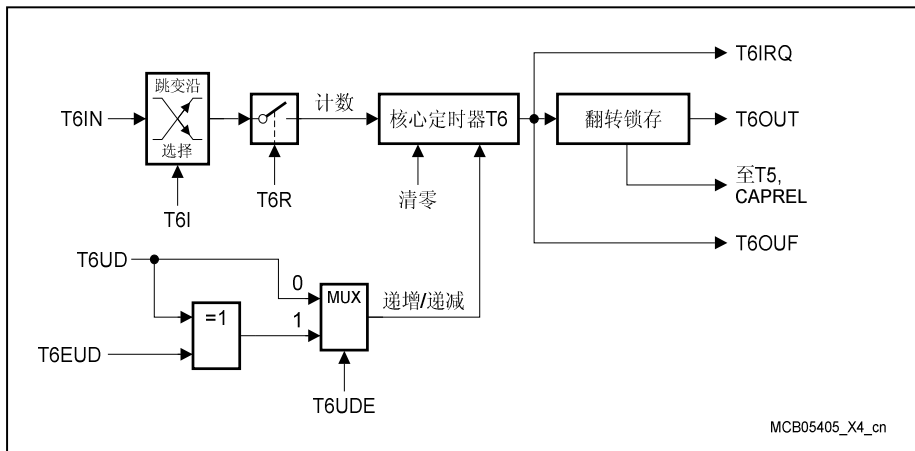 跳变沿
选择
T6IN
T6I
T6R
计数
核心定时器T6
清零
翻转锁存
T6IRQ
T6OUT
至T5,
CAPREL
T6OUF
T6UD
=1
T6EUD
0
1
MUX
递增/递减
T6UDE
MCB05405_X4_cn